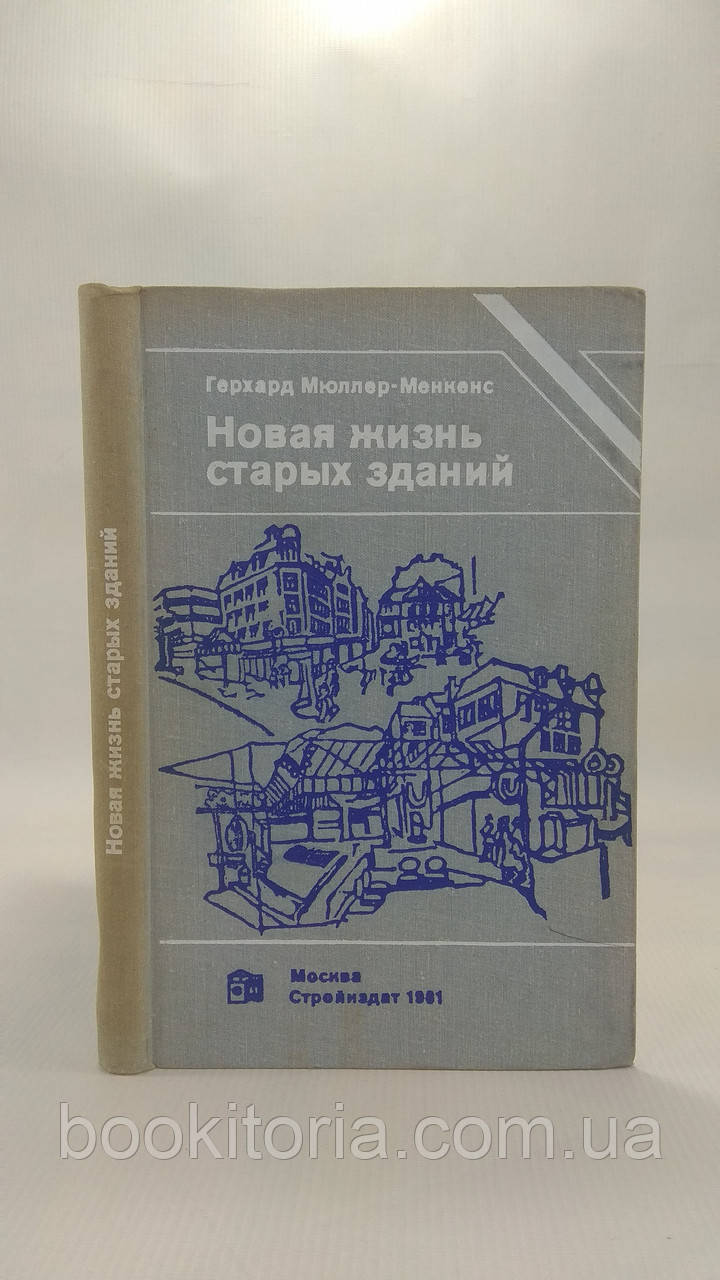 Герхард Мюллер-Менкенс
Новая жизнь
старых зданий
Новая жизнь старых зданий
Москва
Стройиздат 1981
bookitoria.com.ua